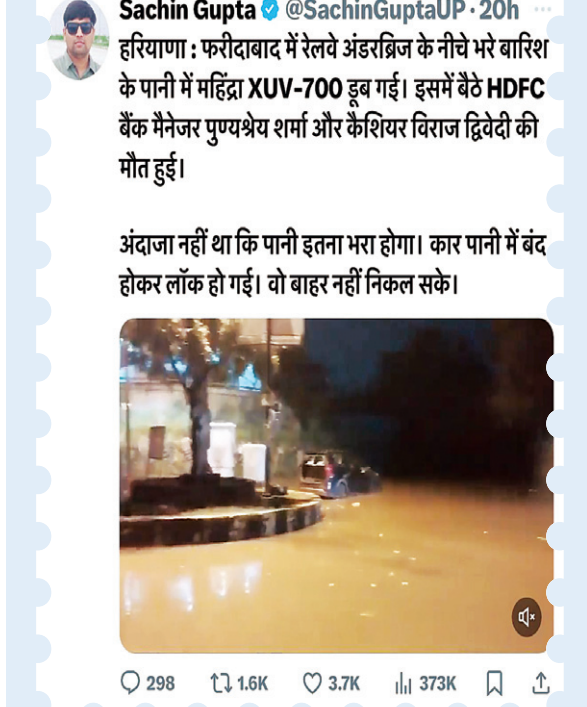 Sachin Gupta @SachinGuptaUP · 20h
हरियाणा : फरीदाबाद में रेलवे अंडरब्रिज के नीचे भरे बारिश
के पानी में महिंद्रा XUV-700 डूब गई। इसमें बैठे HDFC
बैंक मैनेजर पुण्यश्रेय शर्मा और कैशियर विराज द्विवेदी की
मौत हुई।
अंदाजा नहीं था कि पानी इतना भरा होगा। कार पानी में बंद
होकर लॉक हो गई। वो बाहर नहीं निकल सके।
298 1.6K 3.7K 373K